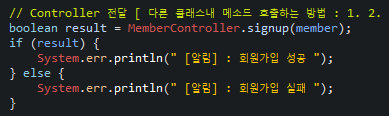 // Controller 전달 [ 다른 클래스내 메소드 호출하는 방법 : 1. 2.
boolean result = MemberController.signup(member);
if (result) {
    System.err.println(" [알림] : 회원가입 성공 ");
} else {
    System.err.println(" [알림] : 회원가입 실패 ");
}